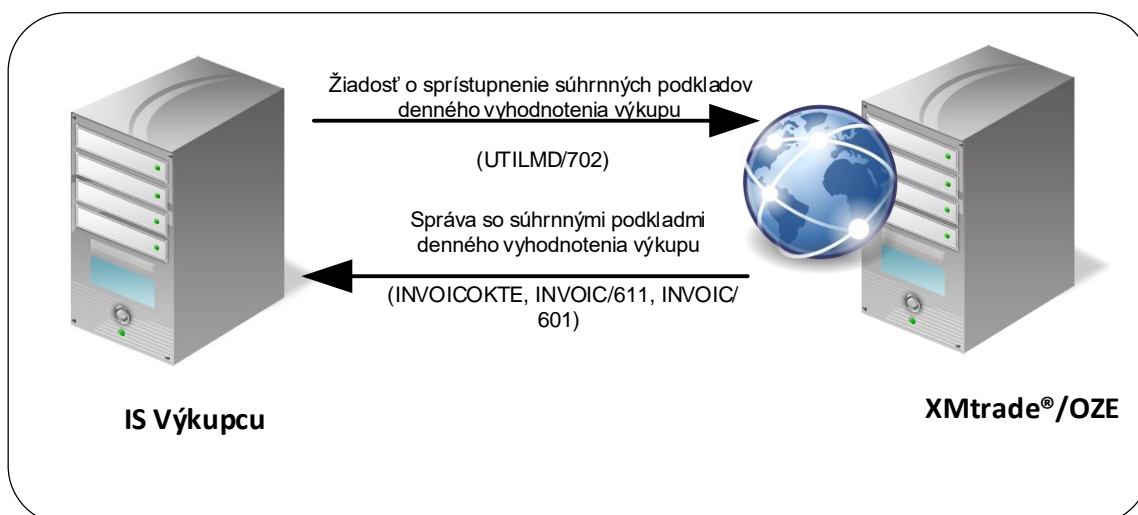 Žiadosť o sprístupnenie súhrnných podkladov
denného vyhodnotenia výkupu
(UTILMD/702)
Správa so súhrnnými podkladmi
denného vyhodnotenia výkupu
(INVOICOKTE, INVOIC/611, INVOIC/
601)
IS Výkupcu
XMtrade®/OZE